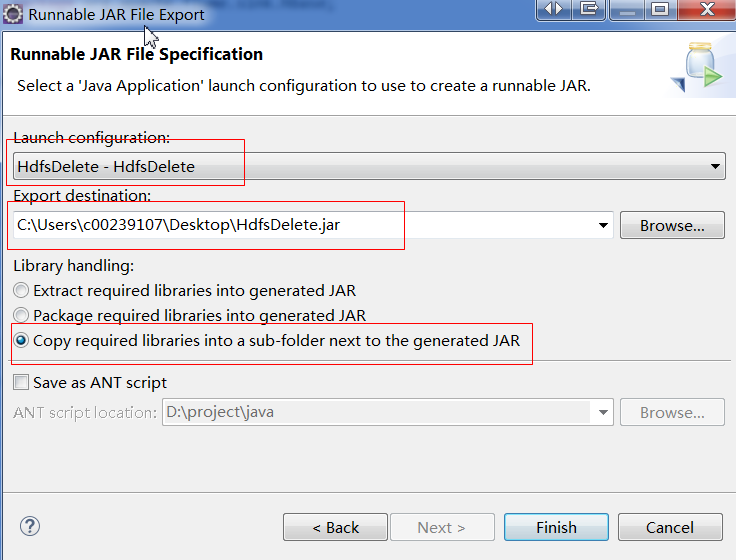 Runnable JAR File Export
Runnable JAR File Specification
Select a 'Java Application' launch configuration to use to create a runnable JAR.
Launch configuration:
HdfsDelete - HdfsDelete
Export destination:
C:\Users\c00239107\Desktop\HdfsDelete.jar
Browse...
Library handling:
Extract required libraries into generated JAR
Package required libraries into generated JAR
Copy required libraries into a sub-folder next to the generated JAR
Save as ANT script
ANT script location:
D:\project\java
Browse...
?
< Back
Next >
Finish
Cancel